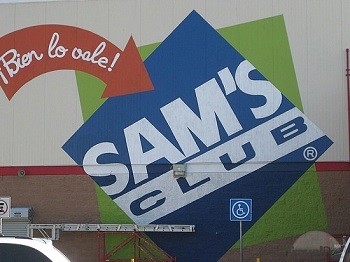 ¡Bien lo vale!
SAM'S
CLUB
®
E